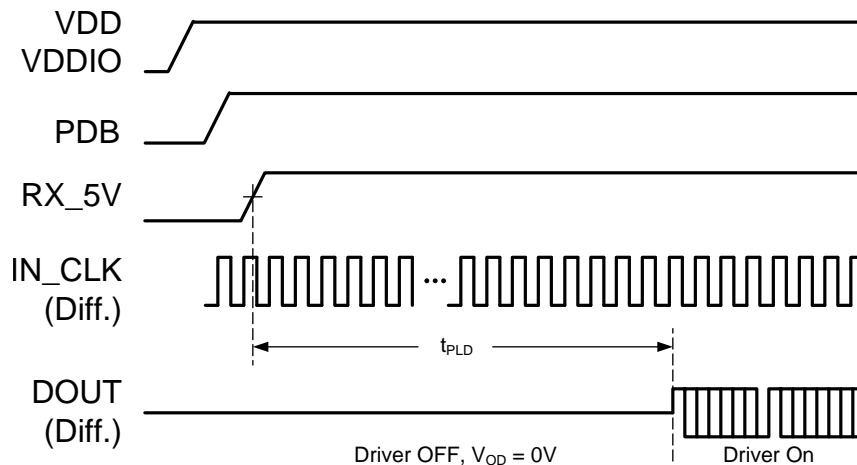 VDD
VDDIO
PDB
RX_5V
IN_CLK
(Diff.)
...
tPLD
DOUT
(Diff.)
Driver OFF, VOD = 0V
Driver On